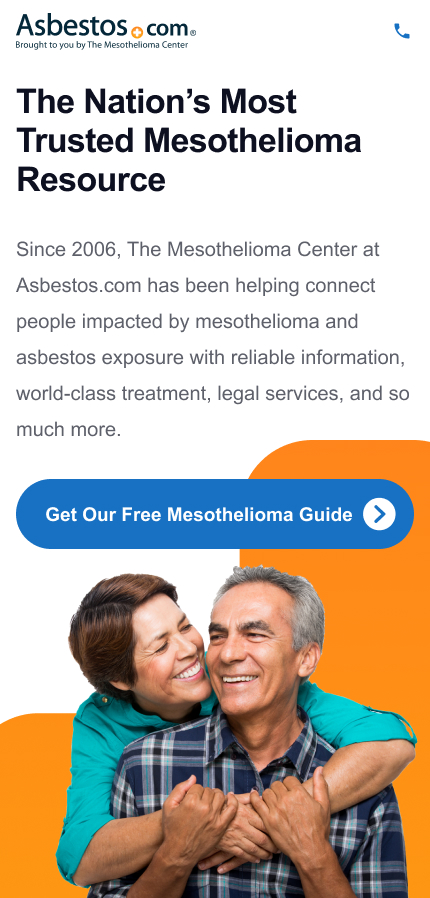 Asbestos.com®
Brought to you by The Mesothelioma Center
The Nation’s Most
Trusted Mesothelioma
Resource
Since 2006, The Mesothelioma Center at
Asbestos.com has been helping connect
people impacted by mesothelioma and
asbestos exposure with reliable information,
world-class treatment, legal services, and so
much more.
Get Our Free Mesothelioma Guide